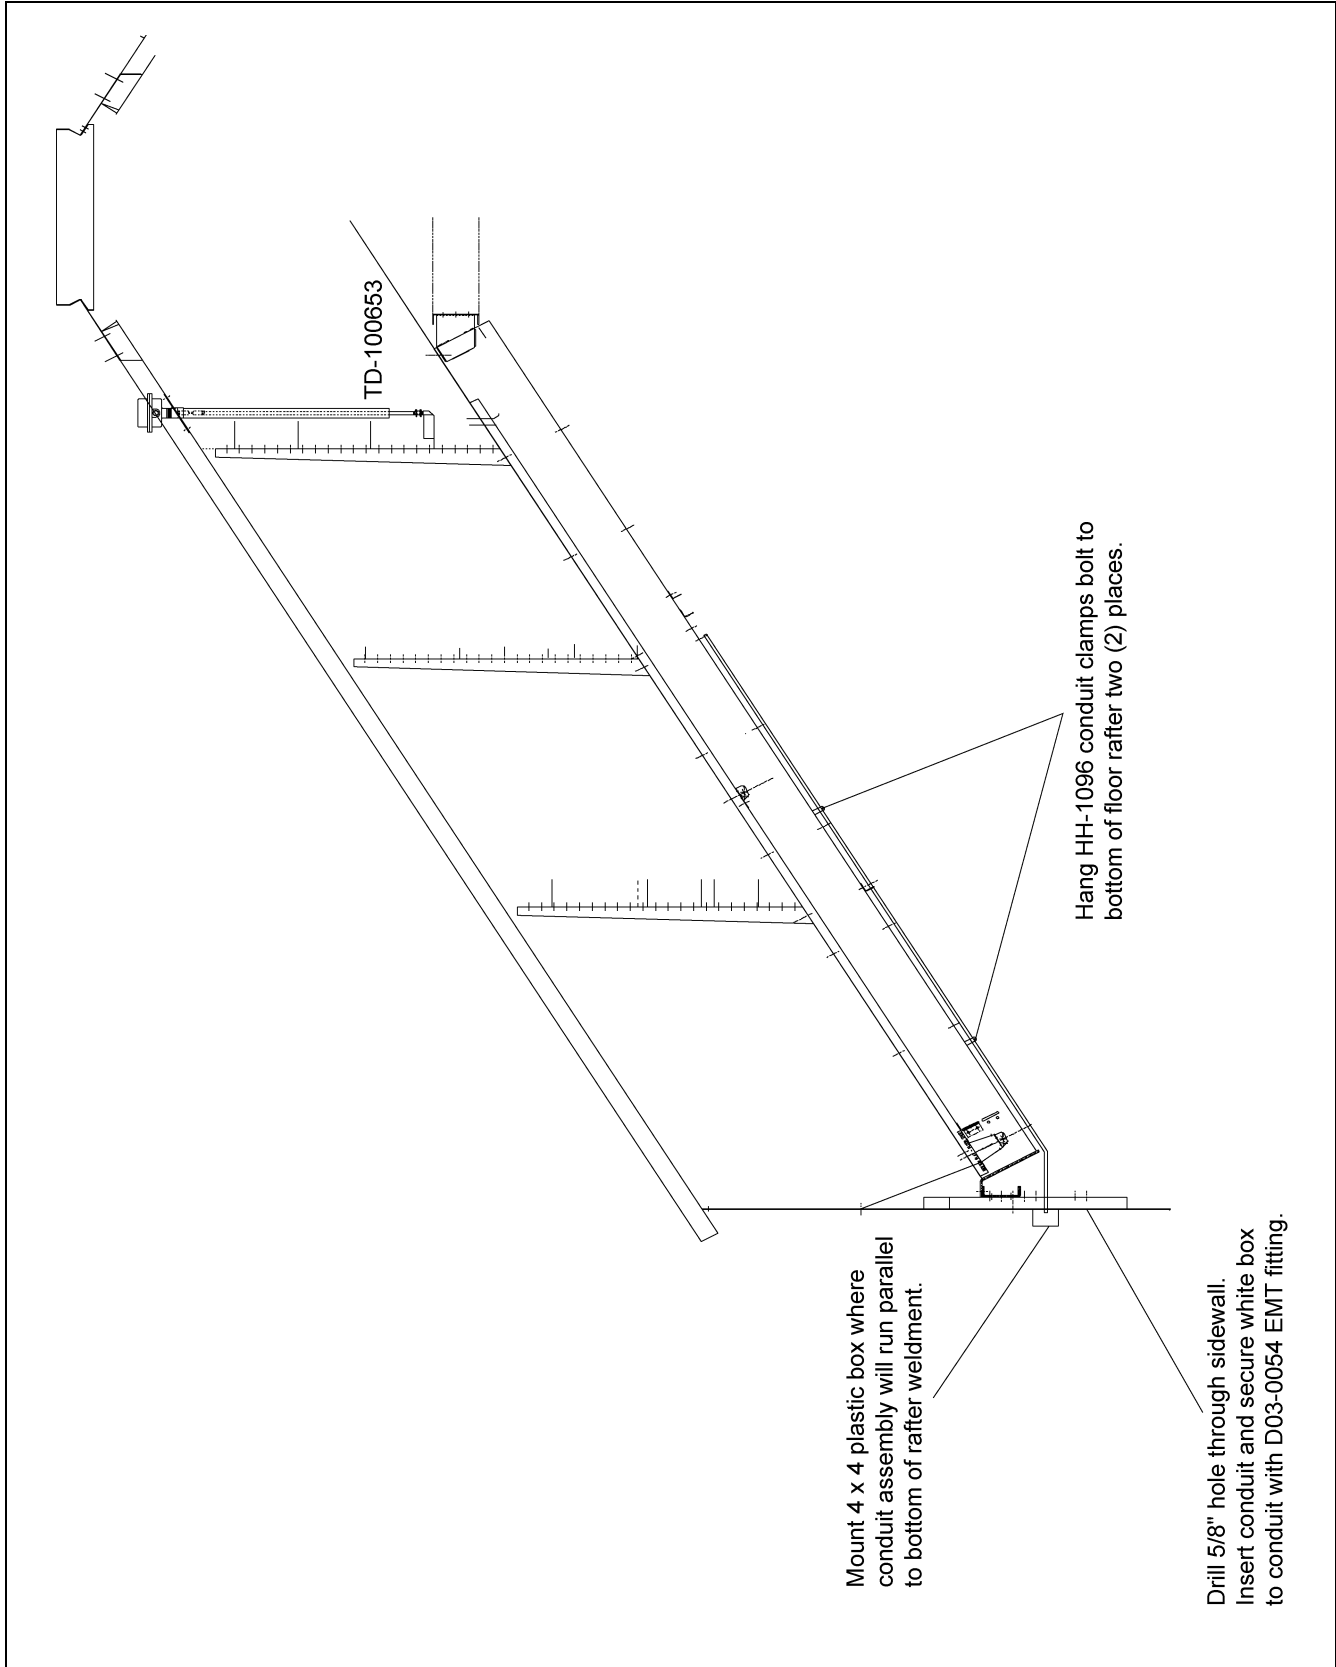 TD-100653
Hang HH-1096 conduit clamps bolt to
bottom of floor rafter two (2) places.
Mount 4 x 4 plastic box where
conduit assembly will run parallel
to bottom of rafter weldment.
Drill 5/8" hole through sidewall.
Insert conduit and secure white box
to conduit with D03-0054 EMT fitting.